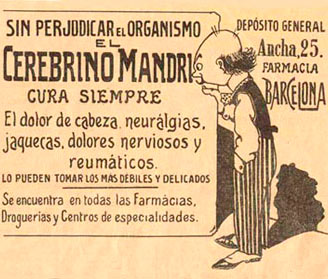 SIN PERJUDICAR EL ORGANISMO
EL
CEREBRINO MANDRI
CURA SIEMPRE
El dolor de cabeza, neurálgias,
jaquecas, dolores nerviosos y
reumáticos.
LO PUEDEN TOMAR LOS MAS DÉBILES Y DELICADOS
Se encuentra en todas las Farmácias,
Droguerias y Centros de especialidades.
DEPÓSITO GENERAL
Ancha, 25.
FARMACIA
BARCELONA